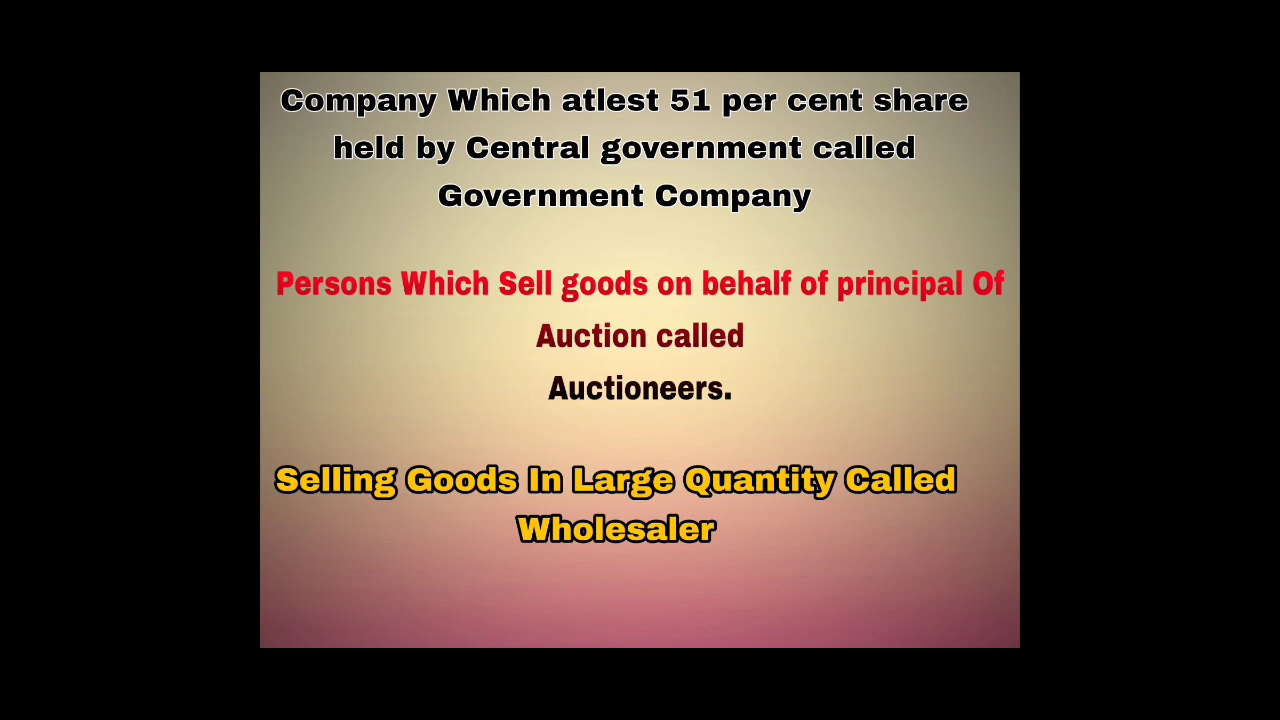 Company Which atlest 51 per cent share
held by Central government called
Government Company
Persons Which Sell goods on behalf of principal Of
Auction called
Auctioneers.
Selling Goods In Large Quantity Called
Wholesaler